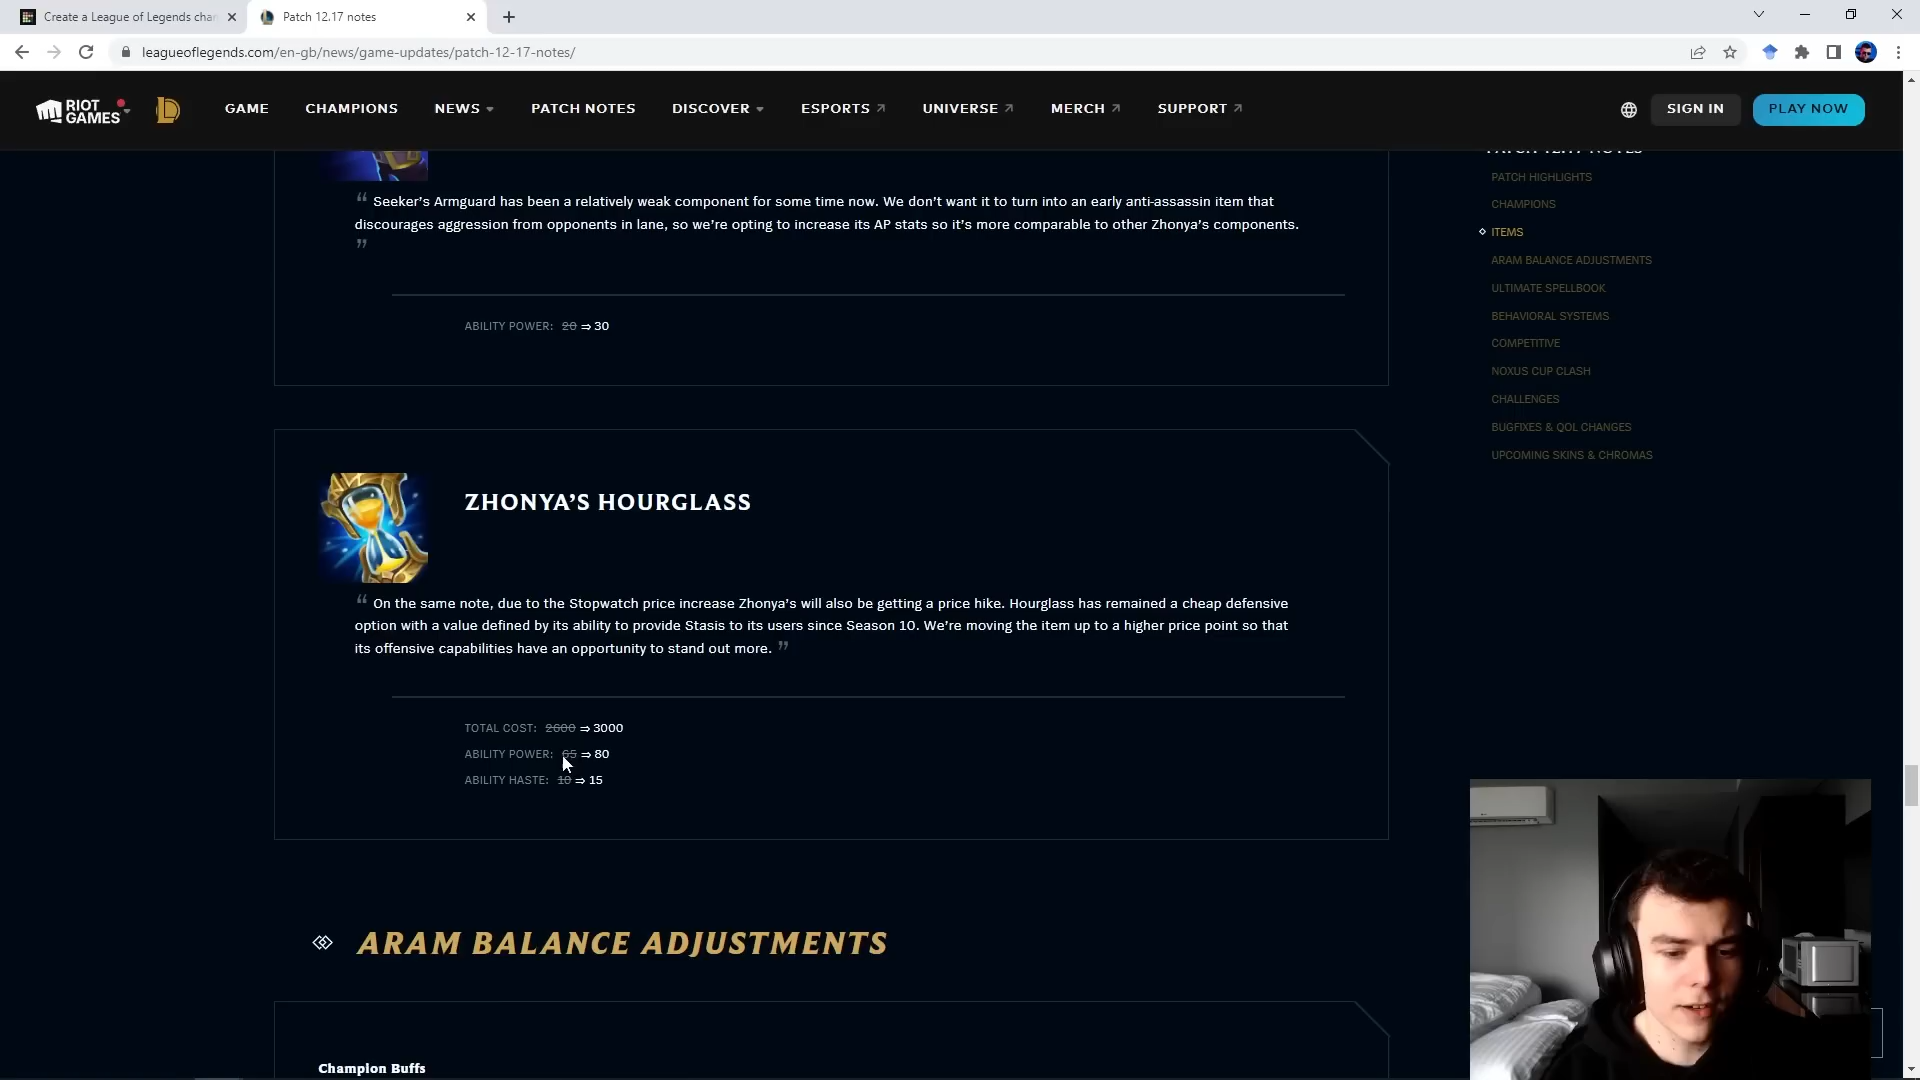 Create a League of Legends cha
Patch 12.17 notes
leagueoflegends.com/en-gb/news/game-updates/patch-12-17-notes/
RIOT GAMES
GAME
CHAMPIONS
NEWS
PATCH NOTES
DISCOVER
ESPORTS
UNIVERSE
MERCH
SUPPORT
SIGN IN
PLAY NOW
“ Seeker's Armguard has been a relatively weak component for some time now. We don't want it to turn into an early anti-assassin item that
discourages aggression from opponents in lane, so we're opting to increase its AP stats so it's more comparable to other Zhonya's components.
”
ABILITY POWER: 20 ⇒ 30
ZHONYA'S HOURGLASS
“ On the same note, due to the Stopwatch price increase Zhonya's will also be getting a price hike. Hourglass has remained a cheap defensive
option with a value defined by its ability to provide Stasis to its users since Season 10. We're moving the item up to a higher price point so that
its offensive capabilities have an opportunity to stand out more. ”
TOTAL COST: 2600 ⇒ 3000
ABILITY POWER: 65 ⇒ 80
ABILITY HASTE: 10 ⇒ 15
ARAM BALANCE ADJUSTMENTS
Champion Buffs
PATCH 12.17 NOTES
PATCH HIGHLIGHTS
CHAMPIONS
ITEMS
ARAM BALANCE ADJUSTMENTS
ULTIMATE SPELLBOOK
BEHAVIORAL SYSTEMS
COMPETITIVE
NOXUS CUP CLASH
CHALLENGES
BUGFIXES & QOL CHANGES
UPCOMING SKINS & CHROMAS